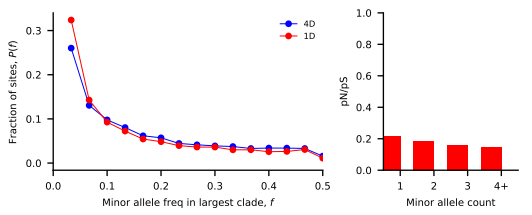 4D
1D
Fraction of sites, P(f)
0.3
0.2
0.1
0.0
0.0 0.1 0.2 0.3 0.4 0.5
Minor allele freq in largest clade, f
pN/pS
1.0
0.8
0.6
0.4
0.2
0.0
1 2 3 4+
Minor allele count